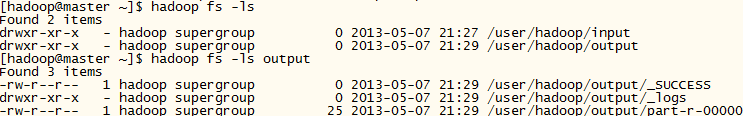 [hadoop@master ~]$ hadoop fs -ls
Found 2 items
drwxr-xr-x   - hadoop supergroup          0 2013-05-07 21:27 /user/hadoop/input
drwxr-xr-x   - hadoop supergroup          0 2013-05-07 21:29 /user/hadoop/output
[hadoop@master ~]$ hadoop fs -ls output
Found 3 items
-rw-r--r--   1 hadoop supergroup          0 2013-05-07 21:29 /user/hadoop/output/_SUCCESS
drwxr-xr-x   - hadoop supergroup          0 2013-05-07 21:29 /user/hadoop/output/_logs
-rw-r--r--   1 hadoop supergroup         25 2013-05-07 21:29 /user/hadoop/output/part-r-00000